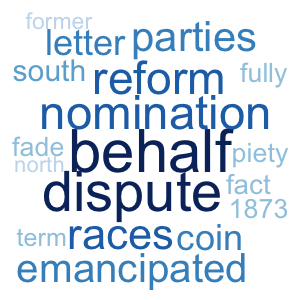 former
letter parties
south reform fully
nomination
fade behalf piety
north
dispute fact
1873
term races coin
emancipated